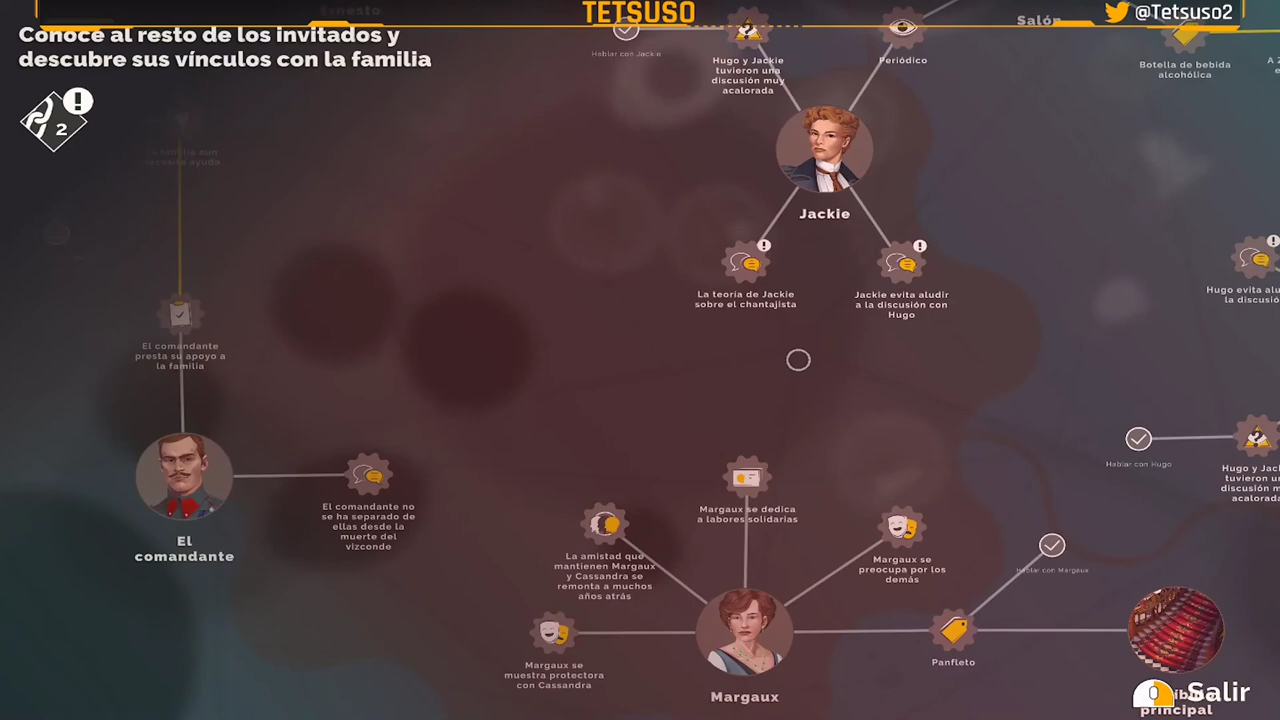 Ernesto
TETSUSO
@Tetsuso2
Conoce al resto de los invitados y
descubre sus vínculos con la familia
2
Hablar con Jackie
Hugo y Jackie
tuvieron una
discusión muy
acalorada
Periódico
Salón
Botella de bebida
alcohólica
Jackie
La teoría de Jackie
sobre el chantajista
Jackie evita aludir
a la discusión con
Hugo
Hugo evita alu
la discusió
El comandante
presta su apoyo a
la familia
El
comandante
El comandante no
se ha separado de
ellas desde la
muerte del
vizconde
Hablar con Hugo
Hugo y Jack
tuvieron una
discusión mu
acalorada
Margaux se dedica
a labores solidarias
La amistad que
mantienen Margaux
y Cassandra se
remonta a muchos
años atrás
Margaux se
preocupa por los
demás
Hablar con Margaux
Margaux se
muestra protectora
con Cassandra
Margaux
Panfleto
Salir
principal